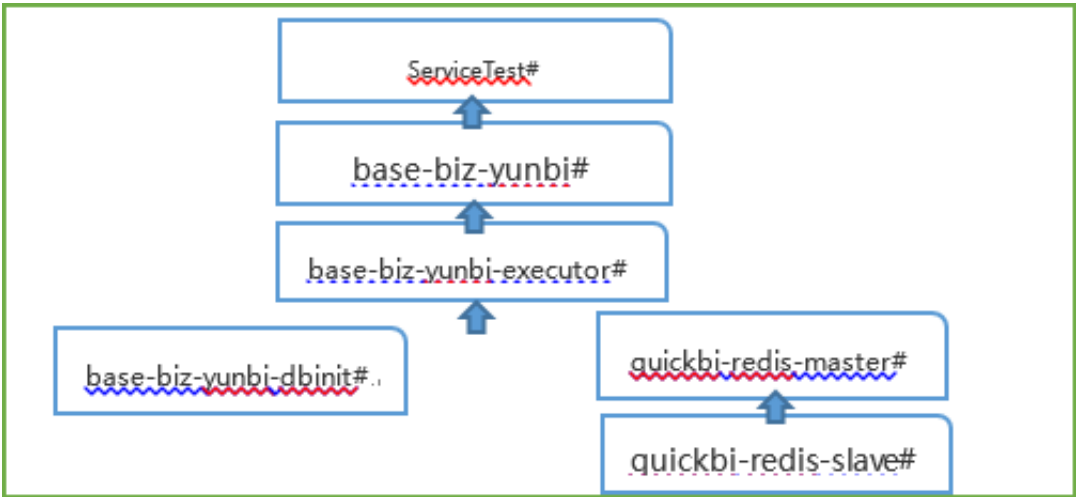 ServiceTest#
base-biz-yunbi#
base-biz-yunbi-executor#
base-biz-yunbi-dbinit#.
quickbi-redis-master#
quickbi-redis-slave#